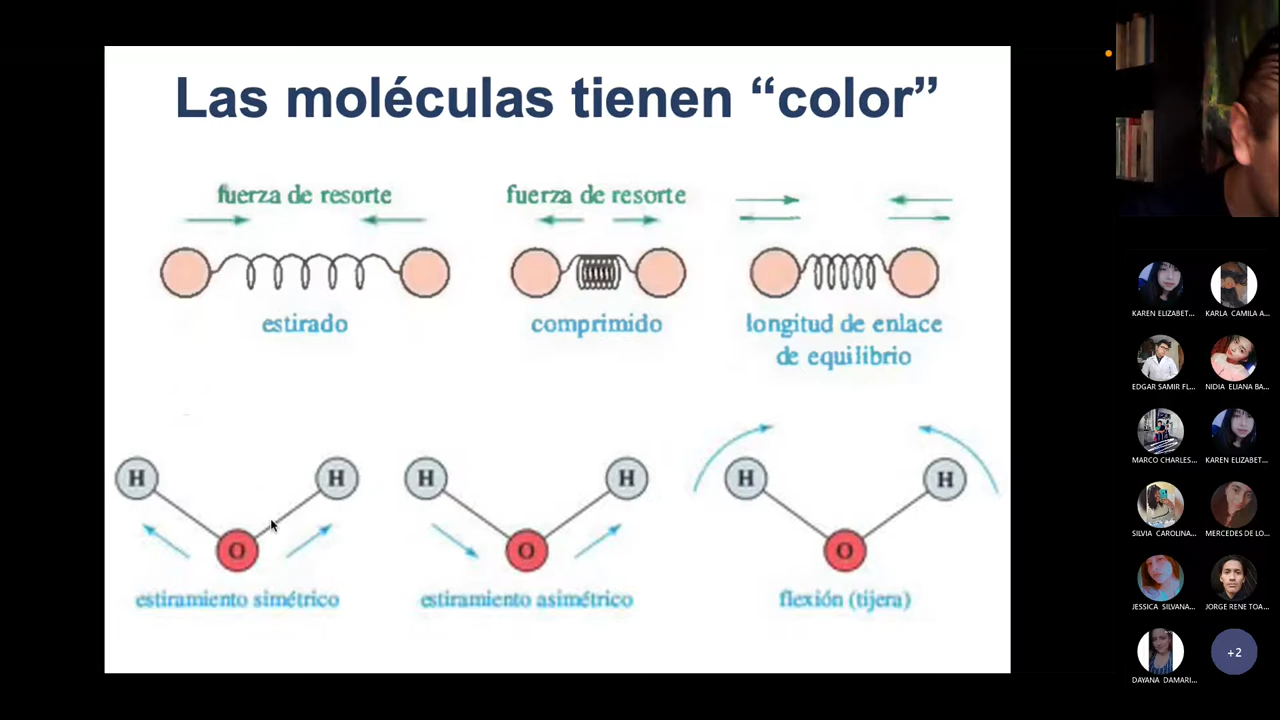 Las moléculas tienen “color”
fuerza de resorte
fuerza de resorte
estirado
comprimido
longitud de enlace
de equilibrio
H
H
H
H
H
H
O
O
O
estiramiento simétrico
estiramiento asimétrico
flexión (tijera)
KAREN ELIZABET...
KARLA CAMILA A...
EDGAR SAMIR FL...
NIDIA ELIANA BA...
MARCO CHARLES...
KAREN ELIZABET...
SILVIA CAROLINA...
MERCEDES DE LO...
JESSICA SILVANA...
JORGE RENE TOA...
+2
DAYANA DAMARI...